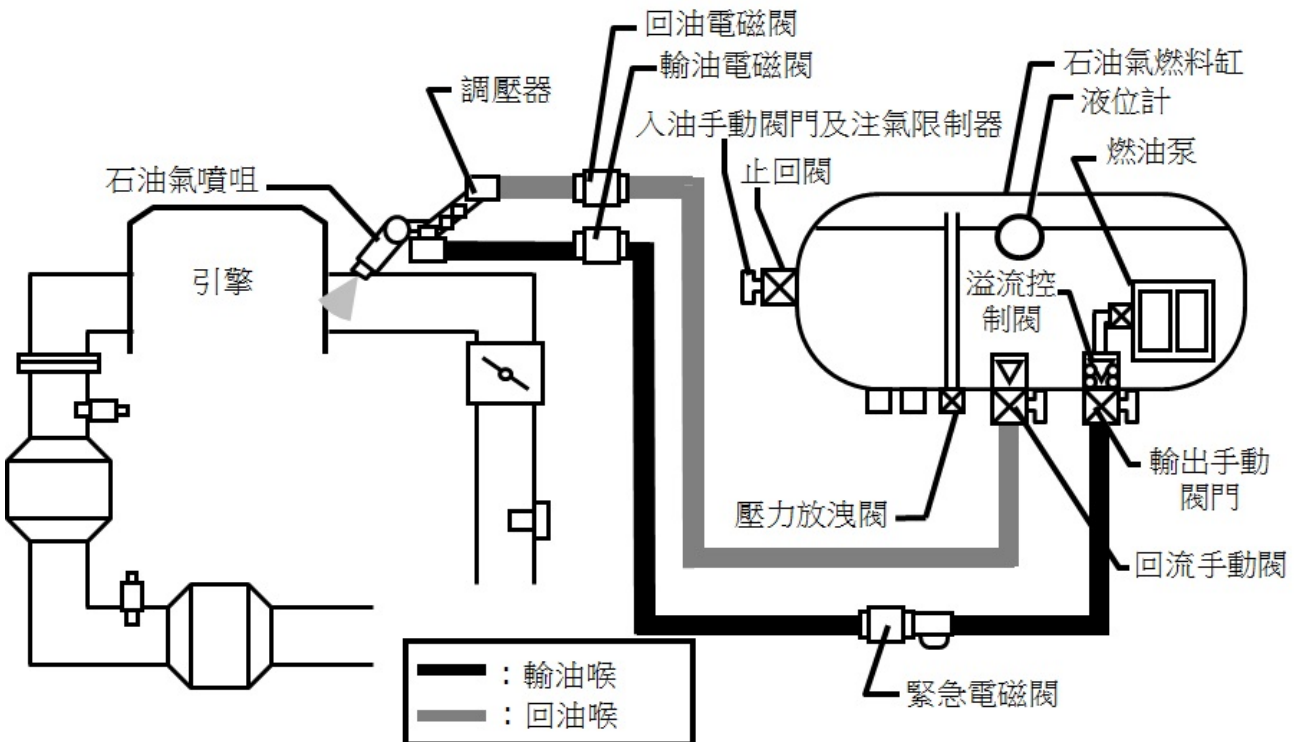 回油電磁閥
輸油電磁閥
調壓器
石油氣噴咀
引擎
入油手動閥門及注氣限制器
止回閥
石油氣燃料缸
液位計
燃油泵
溢流控
制閥
壓力放洩閥
輸出手動
閥門
回流手動閥
緊急電磁閥
：輸油喉
：回油喉